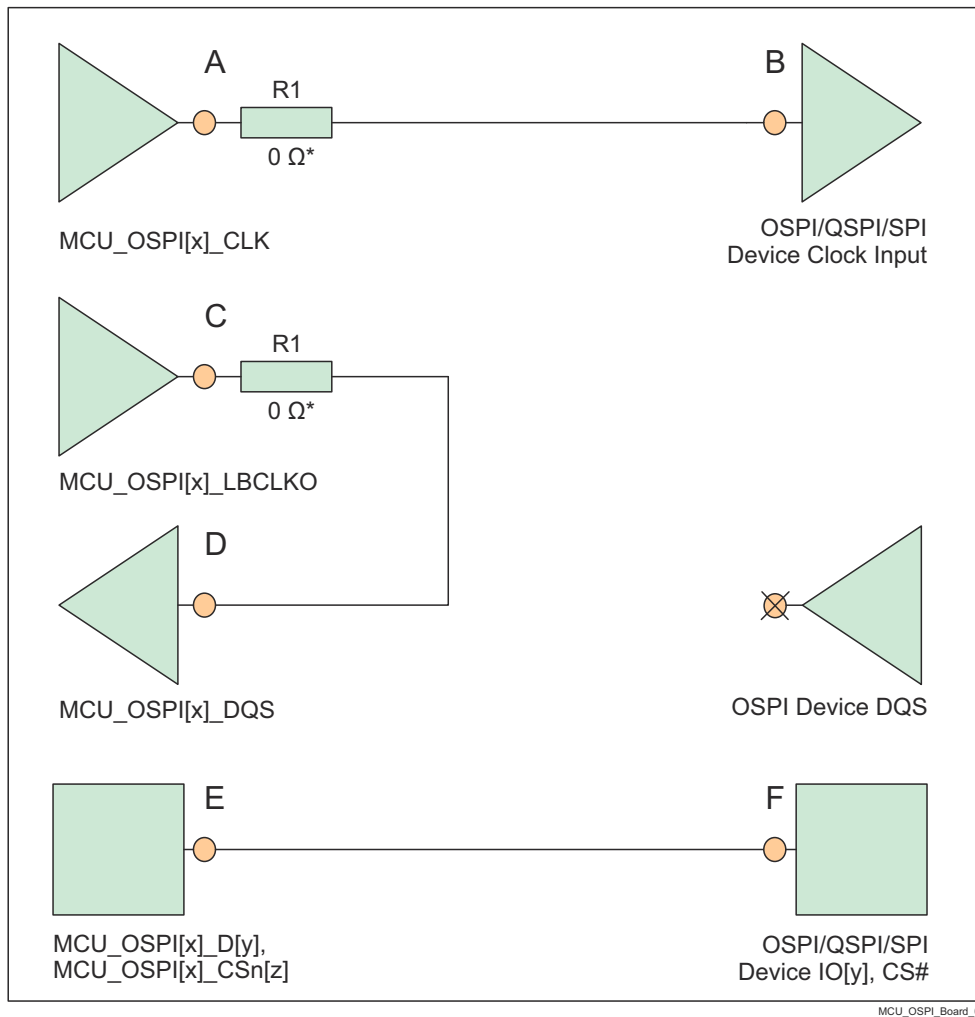 A
B
R1
0 Ω*
MCU_OSPI[x]_CLK
OSPI/QSPI/SPI
Device Clock Input
C
R1
0 Ω*
MCU_OSPI[x]_LBCLKO
D
MCU_OSPI[x]_DQS
OSPI Device DQS
E
F
MCU_OSPI[x]_D[y],
MCU_OSPI[x]_CSn[z]
OSPI/QSPI/SPI
Device IO[y], CS#
MCU_OSPI_Board_